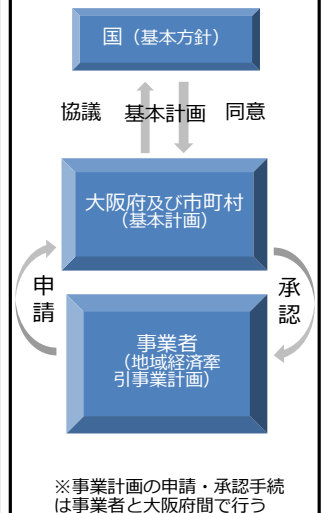 国（基本方針）
協議 基本計画 同意
大阪府及び市町村
（基本計画）
申請
承認
事業者
（地域経済牽
引事業計画）
※事業計画の申請・承認手続
は事業者と大阪府間で行う